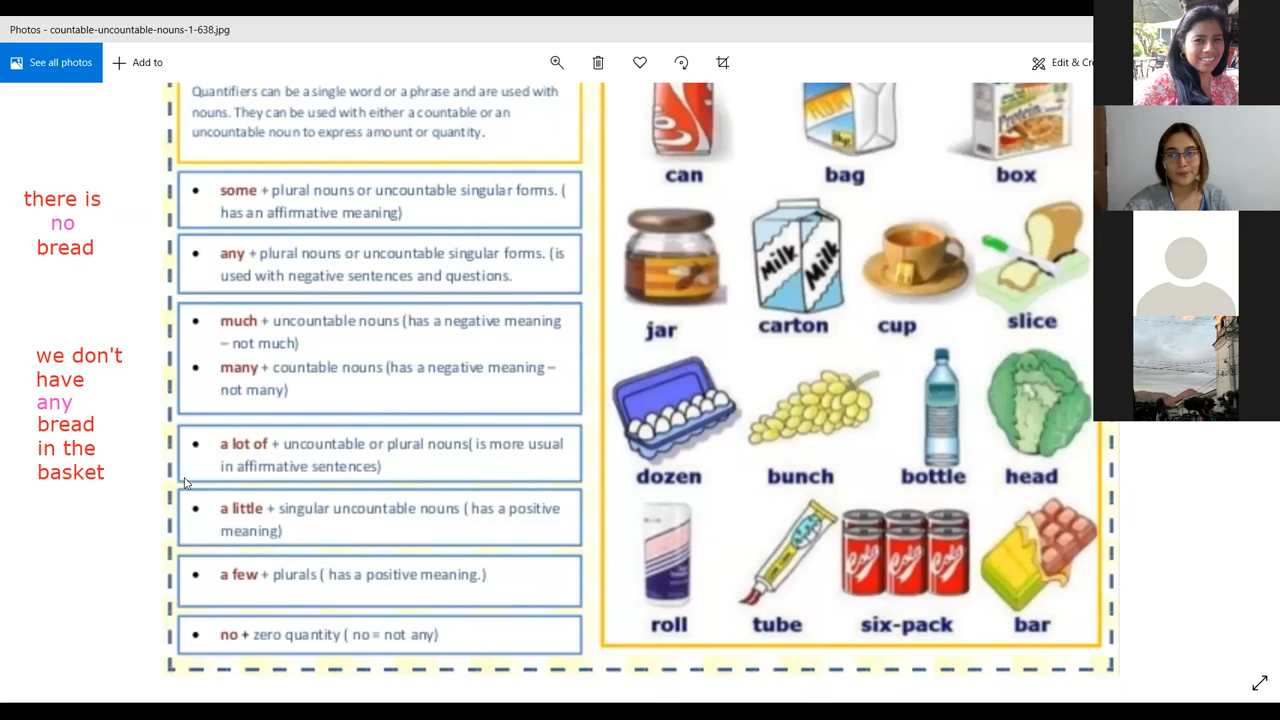 Photos - countable-uncountable-nouns-1-638.jpg
See all photos
Add to
Edit & Cr
Quantifiers can be a single word or a phrase and are used with
nouns. They can be used with either a countable or an
uncountable noun to express amount or quantity.
• some + plural nouns or uncountable singular forms. (
has an affirmative meaning)
• any + plural nouns or uncountable singular forms. (is
used with negative sentences and questions.
• much + uncountable nouns (has a negative meaning
– not much)
• many + countable nouns (has a negative meaning –
not many)
• a lot of + uncountable or plural nouns( is more usual
in affirmative sentences)
• a little + singular uncountable nouns ( has a positive
meaning)
• a few + plurals ( has a positive meaning.)
• no + zero quantity ( no = not any)
there is
no
bread
we don't
have
any
bread
in the
basket
can
bag
box
Milk
Milk
jar
carton
cup
slice
dozen
bunch
bottle
head
roll
tube
six-pack
bar